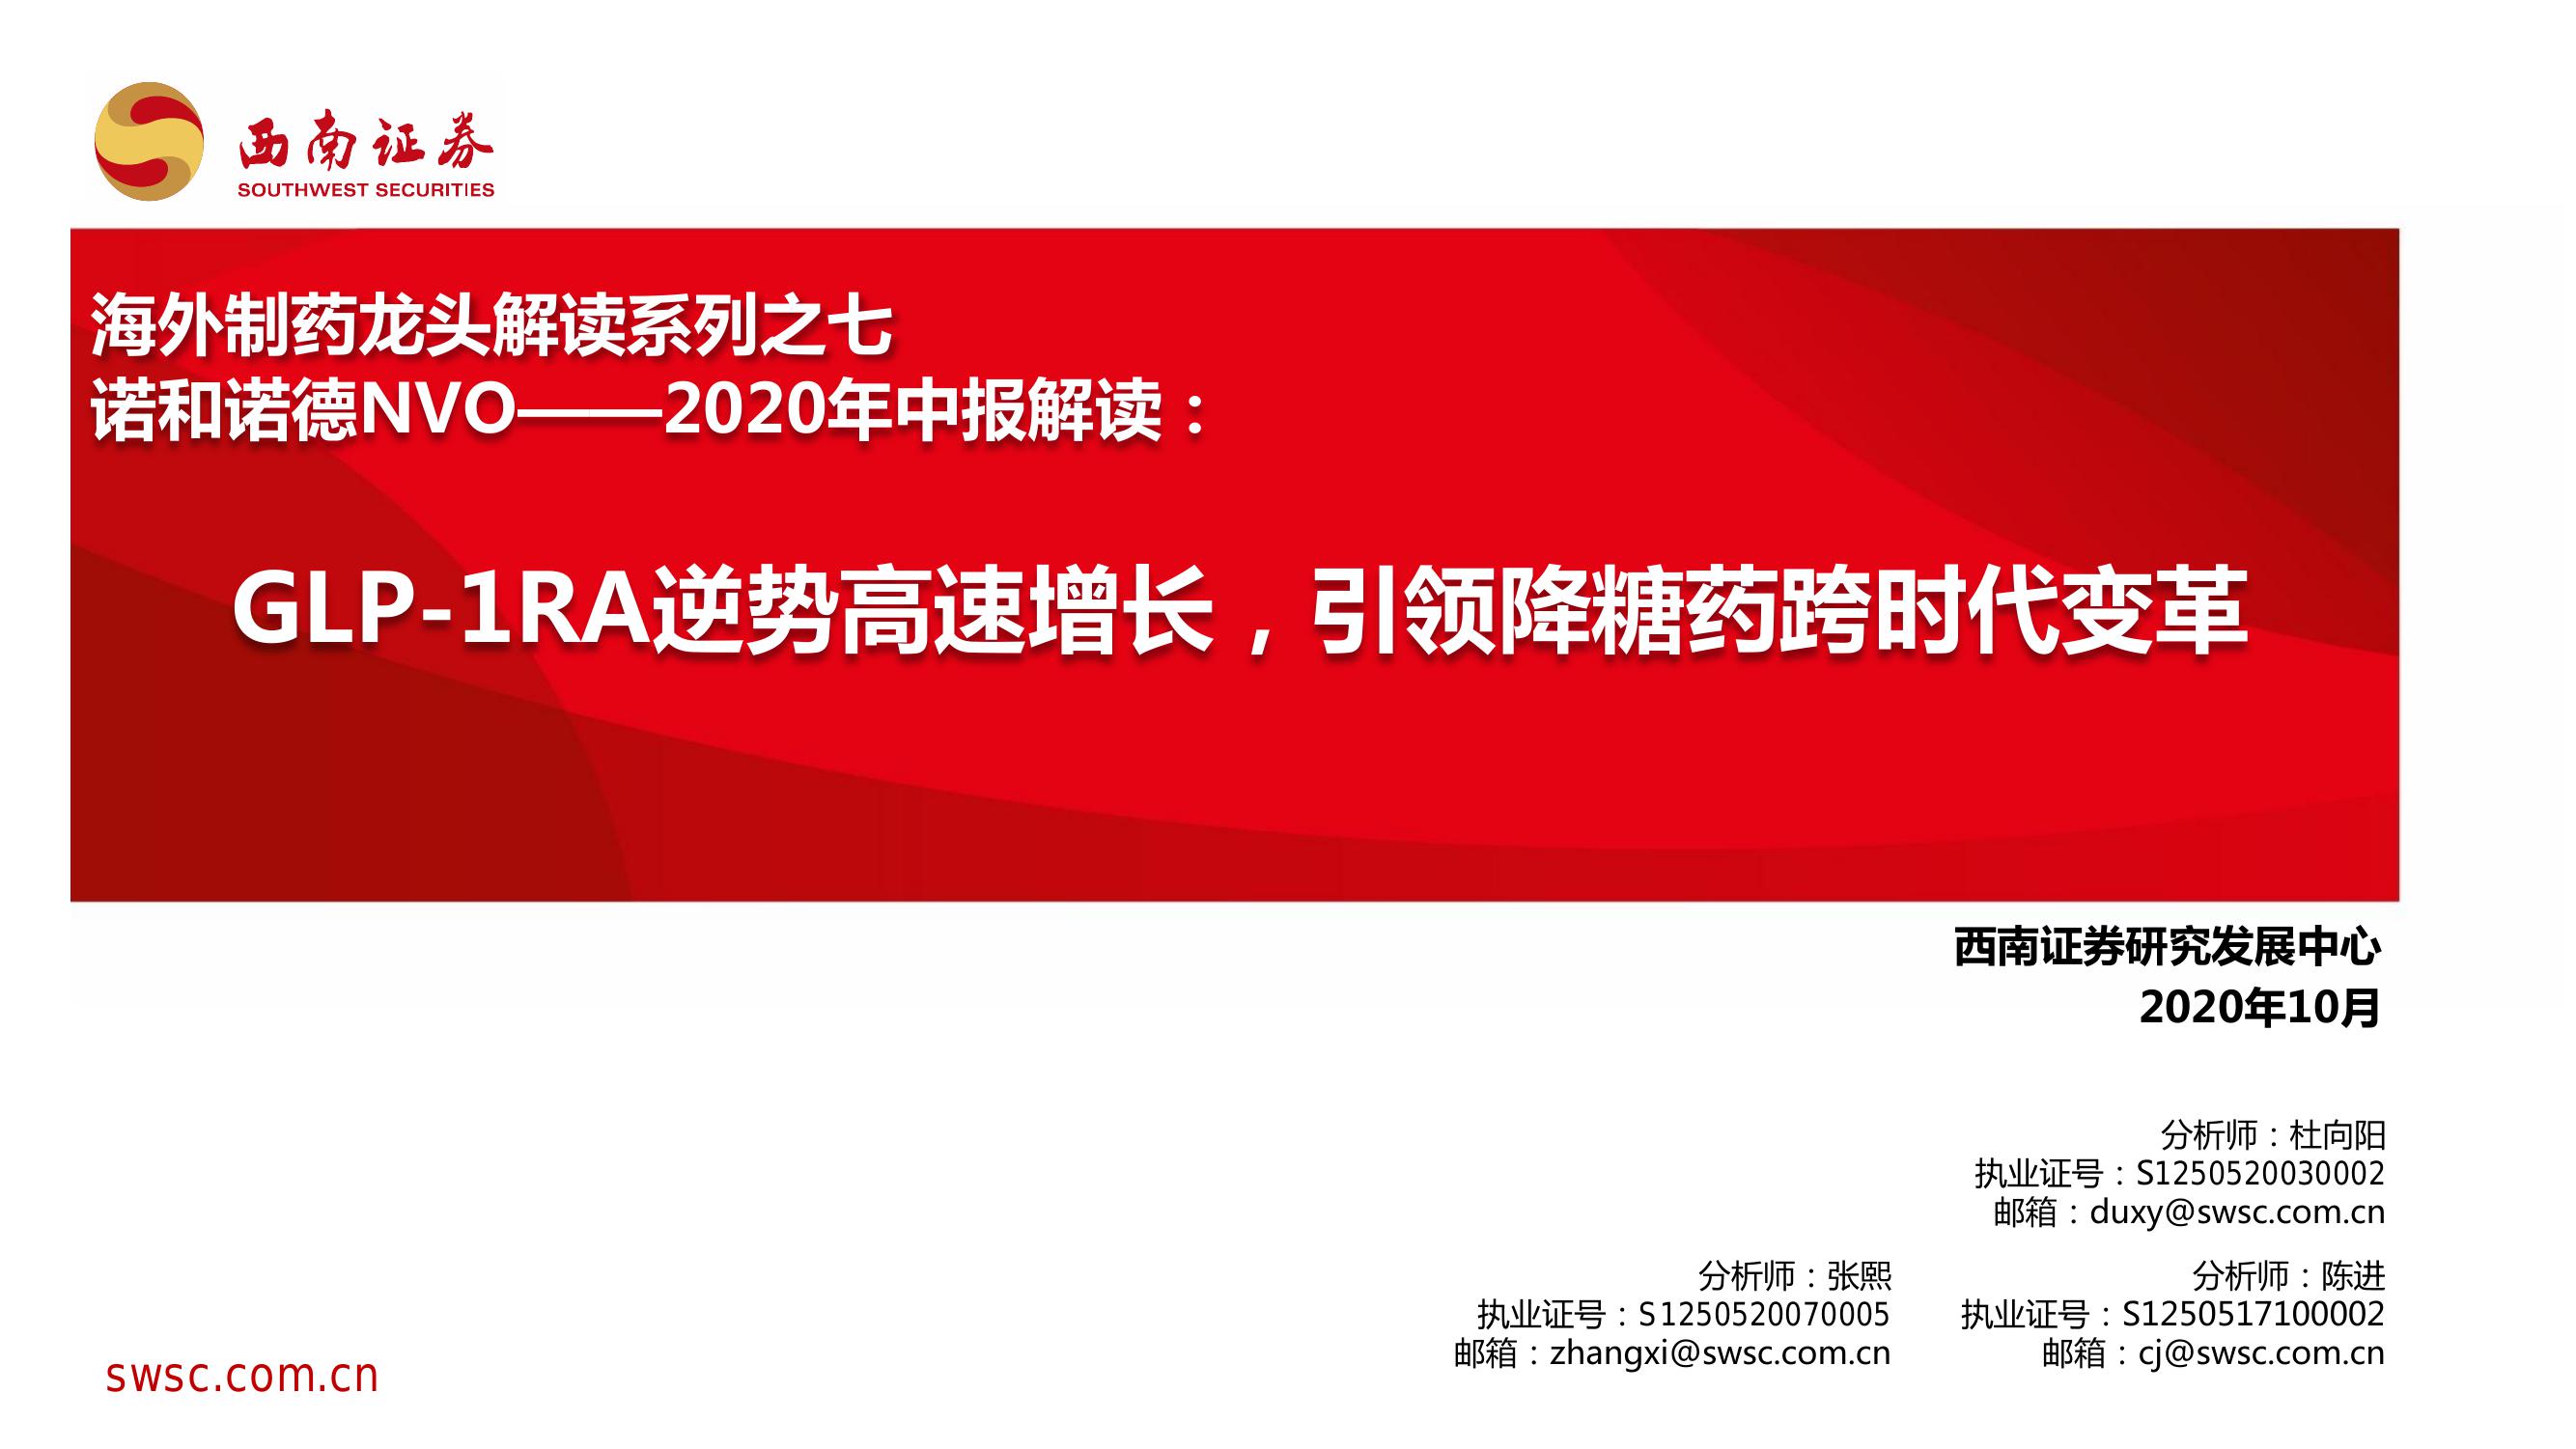 西南证券
SOUTHWEST SECURITIES
海外制药龙头解读系列之七
诺和诺德NVO——2020年中报解读：
GLP-1RA逆势高速增长，引领降糖药跨时代变革
西南证券研究发展中心
2020年10月
分析师：杜向阳
执业证号：S1250520030002
邮箱：duxy@swsc.com.cn
分析师：张熙
执业证号：S1250520070005
邮箱：zhangxi@swsc.com.cn
分析师：陈进
执业证号：S1250517100002
邮箱：cj@swsc.com.cn
swsc.com.cn